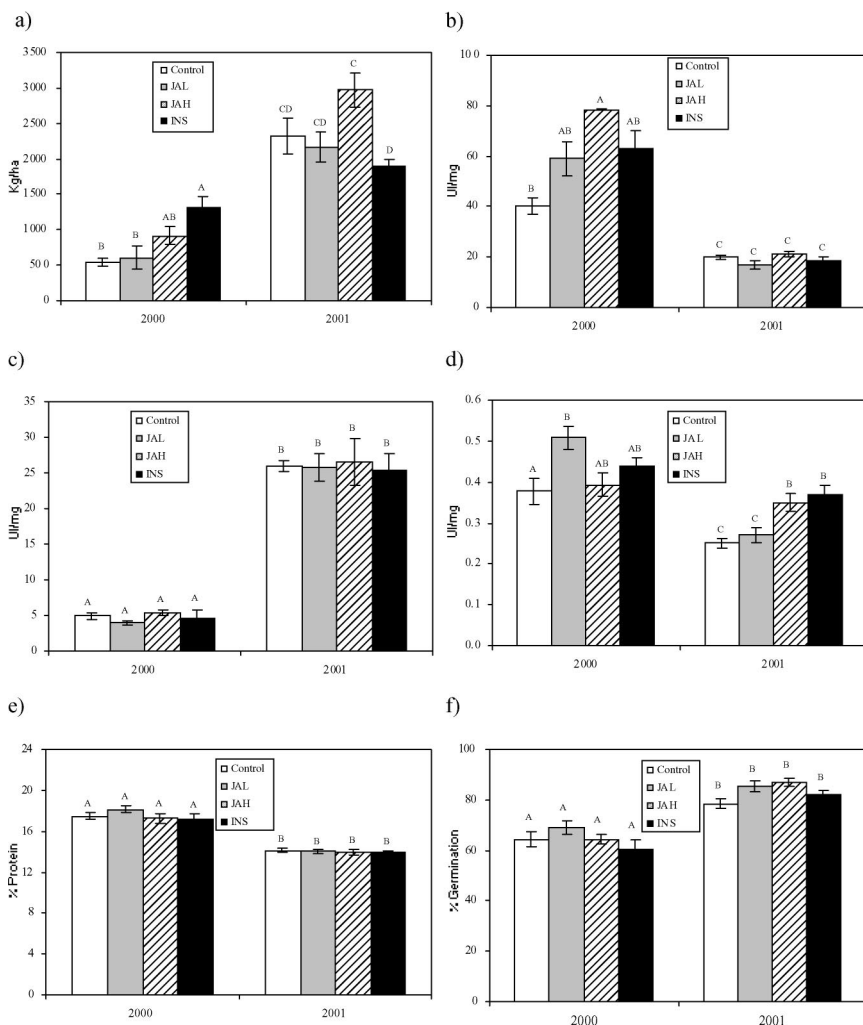 a)
3500
3000
2500
2000
1500
1000
500
0
Kg/ha
Control
JAL
JAH
INS
B B AB A
CD CD C D
2000 2001
b)
100
80
60
40
20
0
UI/mg
Control
JAL
JAH
INS
B AB A AB
C C C C
2000 2001
c)
35
30
25
20
15
10
5
0
UI/mg
Control
JAL
JAH
INS
A A A A
B B B B
2000 2001
d)
0.6
0.5
0.4
0.3
0.2
0.1
0.0
UI/mg
Control
JAL
JAH
INS
A B AB AB
C C B B
2000 2001
e)
24
20
16
12
8
4
0
% Protein
Control
JAL
JAH
INS
A A A A
B B B B
2000 2001
f)
100
80
60
40
20
0
% Germination
Control
JAL
JAH
INS
A A A A
B B B B
2000 2001